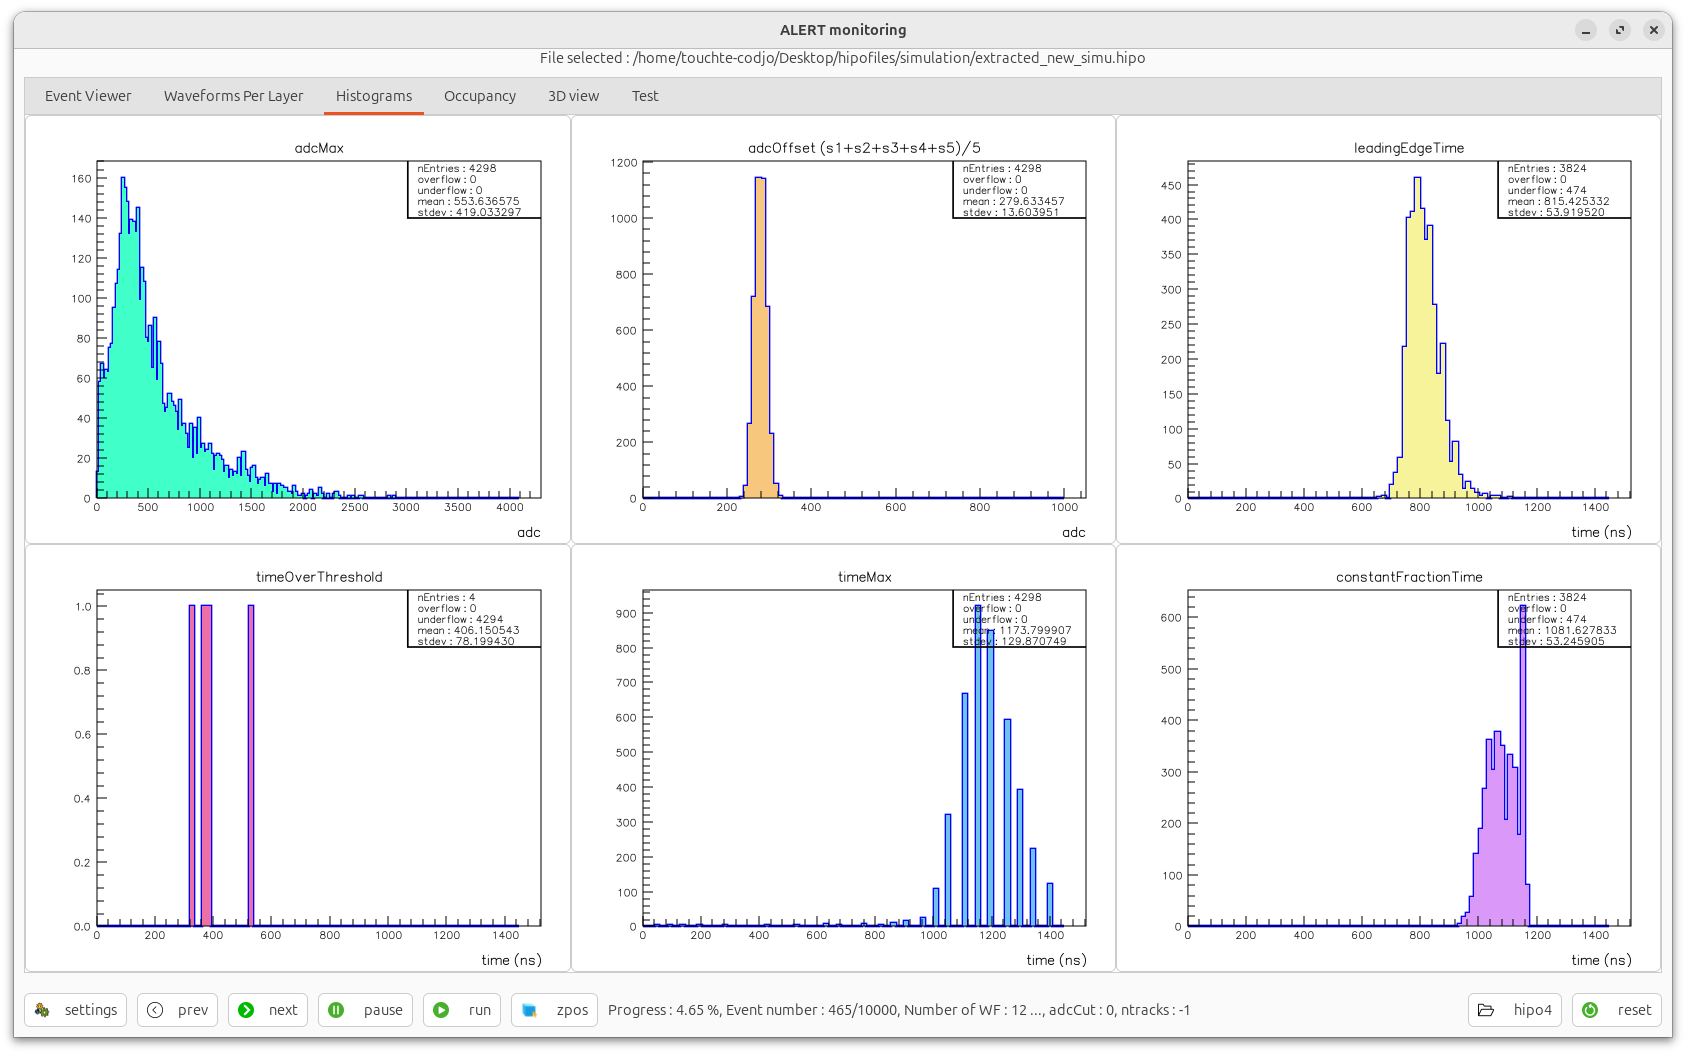 ALERT monitoring
File selected : /home/touchte-codjo/Desktop/hipofiles/simulation/extracted_new_simu.hipo
Event Viewer Waveforms Per Layer Histograms Occupancy 3D view Test
adcMax
nEntries : 4298
overflow : 0
underflow : 0
mean : 553.636575
stdev : 419.033297
160
140
120
100
80
60
40
20
0
0 500 1000 1500 2000 2500 3000 3500 4000
adc
adcOffset (s1+s2+s3+s4+s5)/5
nEntries : 4298
overflow : 0
underflow : 0
mean : 279.633457
stdev : 13.603951
1200
1000
800
600
400
200
0
0 200 400 600 800 1000
adc
leadingEdgeTime
nEntries : 3824
overflow : 0
underflow : 474
mean : 815.425332
stdev : 53.919520
450
400
350
300
250
200
150
100
50
0
0 200 400 600 800 1000 1200 1400
time (ns)
timeOverThreshold
nEntries : 4
overflow : 0
underflow : 4294
mean : 406.150543
stdev : 78.199430
1.0
0.8
0.6
0.4
0.2
0.0
0 200 400 600 800 1000 1200 1400
time (ns)
timeMax
nEntries : 4298
overflow : 0
underflow : 0
mean : 1173.799907
stdev : 129.870749
900
800
700
600
500
400
300
200
100
0
0 200 400 600 800 1000 1200 1400
time (ns)
constantFractionTime
nEntries : 3824
overflow : 0
underflow : 474
mean : 1081.627833
stdev : 53.245905
600
500
400
300
200
100
0
0 200 400 600 800 1000 1200 1400
time (ns)
settings prev next pause run zpos Progress : 4.65 %, Event number : 465/10000, Number of WF : 12 ..., adcCut : 0, ntracks : -1 hipo4 reset